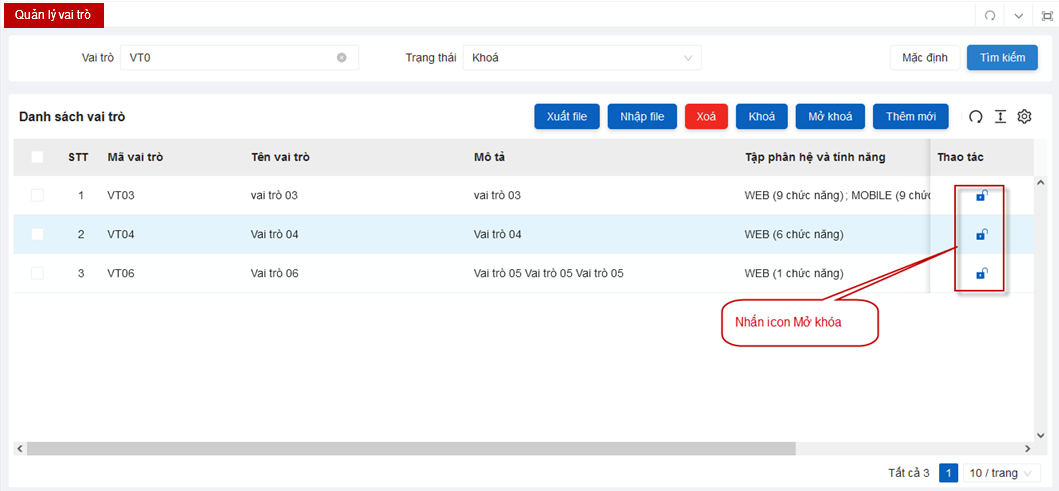 Quản lý vai trò
Vai trò VT0 Trạng thái Khoá Mặc định Tìm kiếm
Danh sách vai trò Xuất file Nhập file Xoá Khoá Mở khoá Thêm mới
STT Mã vai trò Tên vai trò Mô tả Tập phân hệ và tính năng Thao tác
1 VT03 vai trò 03 vai trò 03 WEB (9 chức năng); MOBILE (9 chức
2 VT04 Vai trò 04 Vai trò 04 WEB (6 chức năng)
3 VT06 Vai trò 06 Vai trò 05 Vai trò 05 Vai trò 05 WEB (1 chức năng)
Nhấn icon Mở khóa
Tất cả 3 1 10 / trang